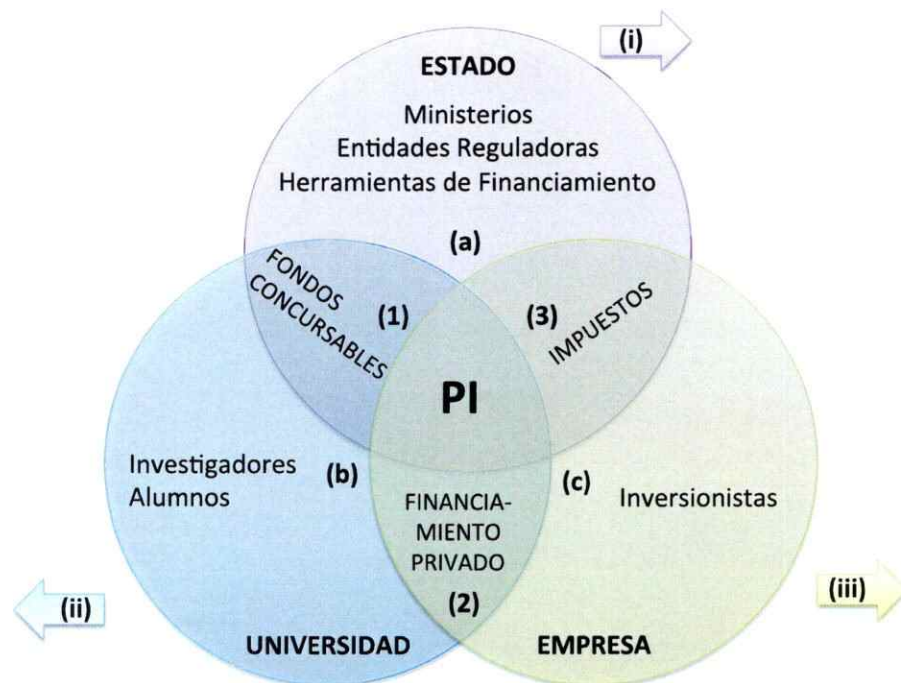 (i)
ESTADO
Ministerios
Entidades Reguladoras
Herramientas de Financiamiento
(a)
FONDOS
CONCURSABLES
(1)
(3)
IMPUESTOS
PI
Investigadores
Alumnos
(b)
(c)
Inversionistas
FINANCIA-
MIENTO
PRIVADO
(2)
(ii)
(iii)
UNIVERSIDAD
EMPRESA